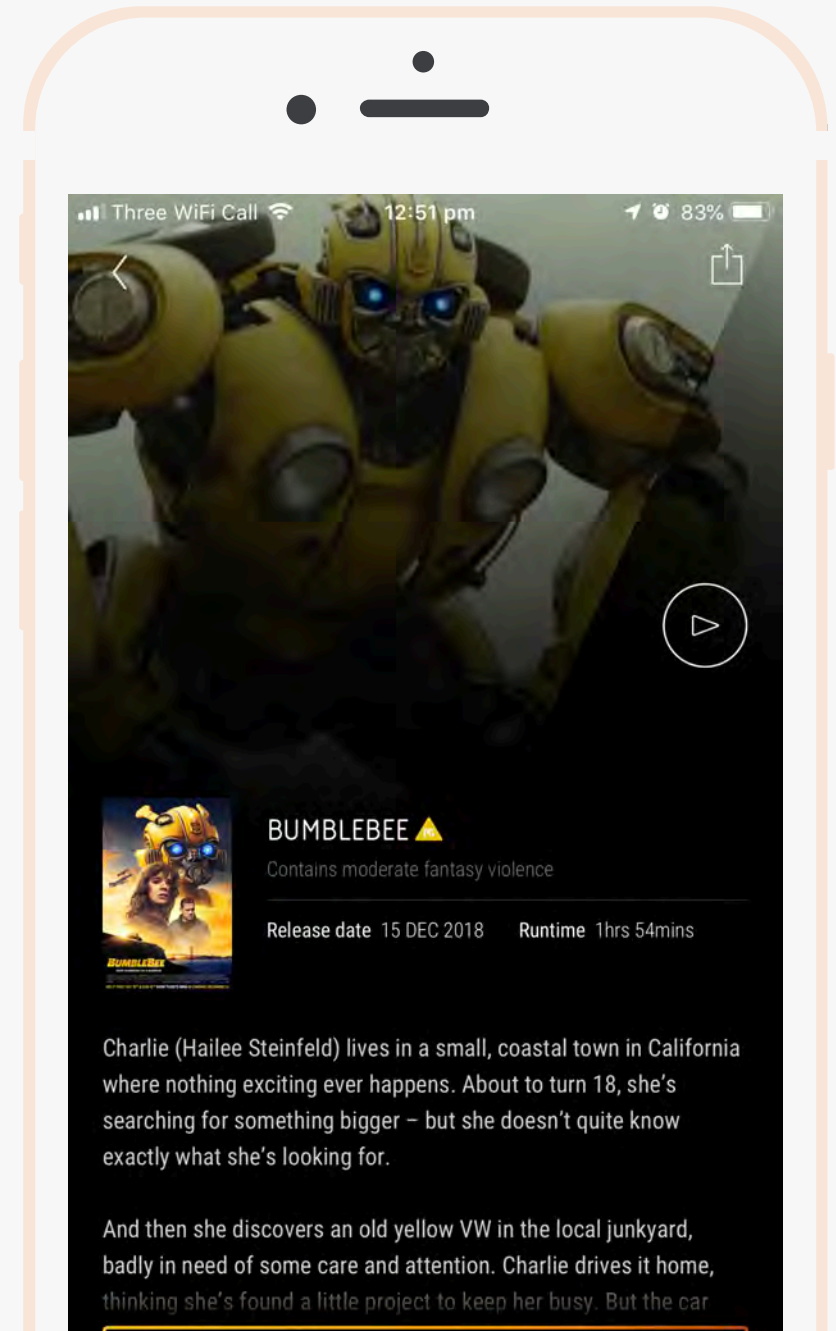 Three WiFi Call 12:51 pm 83%
BUMBLEBEE PG
Contains moderate fantasy violence
Release date 15 DEC 2018 Runtime 1hrs 54mins
BUMBLEBEE
Charlie (Hailee Steinfeld) lives in a small, coastal town in California
where nothing exciting ever happens. About to turn 18, she’s
searching for something bigger – but she doesn’t quite know
exactly what she’s looking for.
And then she discovers an old yellow VW in the local junkyard,
badly in need of some care and attention. Charlie drives it home,
thinking she’s found a little project to keep her busy. But the car